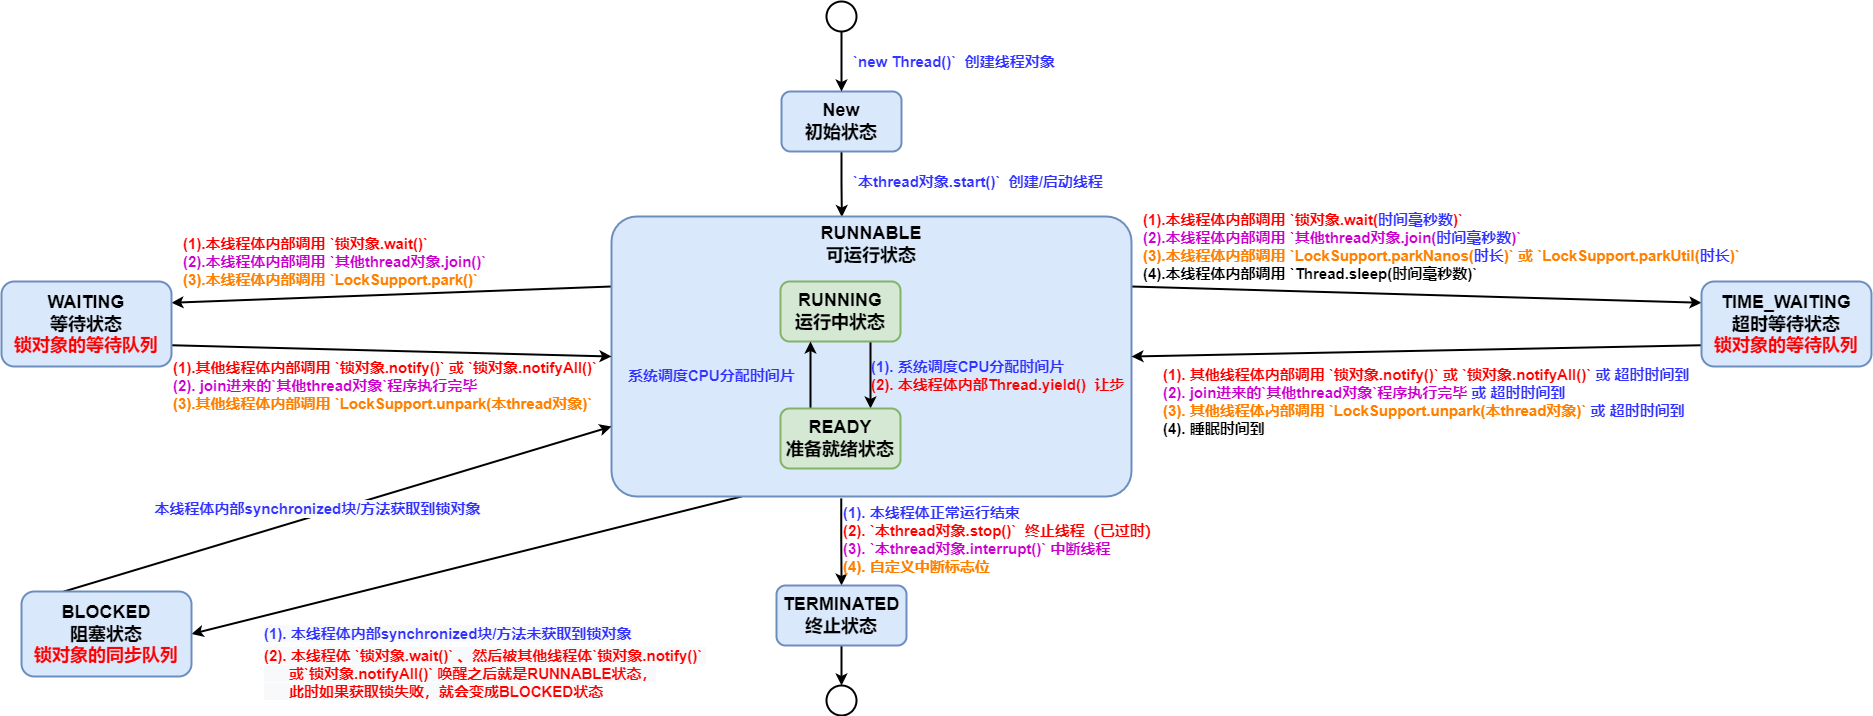 `new Thread()`  创建线程对象
New
初始状态
`本thread对象.start()`  创建/启动线程
RUNNABLE
可运行状态
RUNNING
运行中状态
系统调度CPU分配时间片
(1). 系统调度CPU分配时间片
(2). 本线程体内部Thread.yield()  让步
READY
准备就绪状态
(1).本线程体内部调用 `锁对象.wait()`
(2).本线程体内部调用 `其他thread对象.join()`
(3).本线程体内部调用 `LockSupport.park()`
WAITING
等待状态
锁对象的等待队列
(1).其他线程体内部调用 `锁对象.notify()` 或 `锁对象.notifyAll()`
(2). join进来的`其他thread对象`程序执行完毕
(3).其他线程体内部调用 `LockSupport.unpark(本thread对象)`
(1).本线程体内部调用 `锁对象.wait(时间毫秒数)`
(2).本线程体内部调用 `其他thread对象.join(时间毫秒数)`
(3).本线程体内部调用 `LockSupport.parkNanos(时长)` 或 `LockSupport.parkUtil(时长)`
(4).本线程体内部调用 `Thread.sleep(时间毫秒数)`
TIME_WAITING
超时等待状态
锁对象的等待队列
(1). 其他线程体内部调用 `锁对象.notify()` 或 `锁对象.notifyAll()` 或 超时时间到
(2). join进来的`其他thread对象`程序执行完毕 或 超时时间到
(3). 其他线程体内部调用 `LockSupport.unpark(本thread对象)` 或 超时时间到
(4). 睡眠时间到
本线程体内部synchronized块/方法获取到锁对象
BLOCKED
阻塞状态
锁对象的同步队列
(1). 本线程体内部synchronized块/方法未获取到锁对象
(2). 本线程体 `锁对象.wait()` 、然后被其他线程体`锁对象.notify()`
或`锁对象.notifyAll()` 唤醒之后就是RUNNABLE状态,
此时如果获取锁失败，就会变成BLOCKED状态
(1). 本线程体正常运行结束
(2). `本thread对象.stop()`  终止线程（已过时）
(3). `本thread对象.interrupt()` 中断线程
(4). 自定义中断标志位
TERMINATED
终止状态